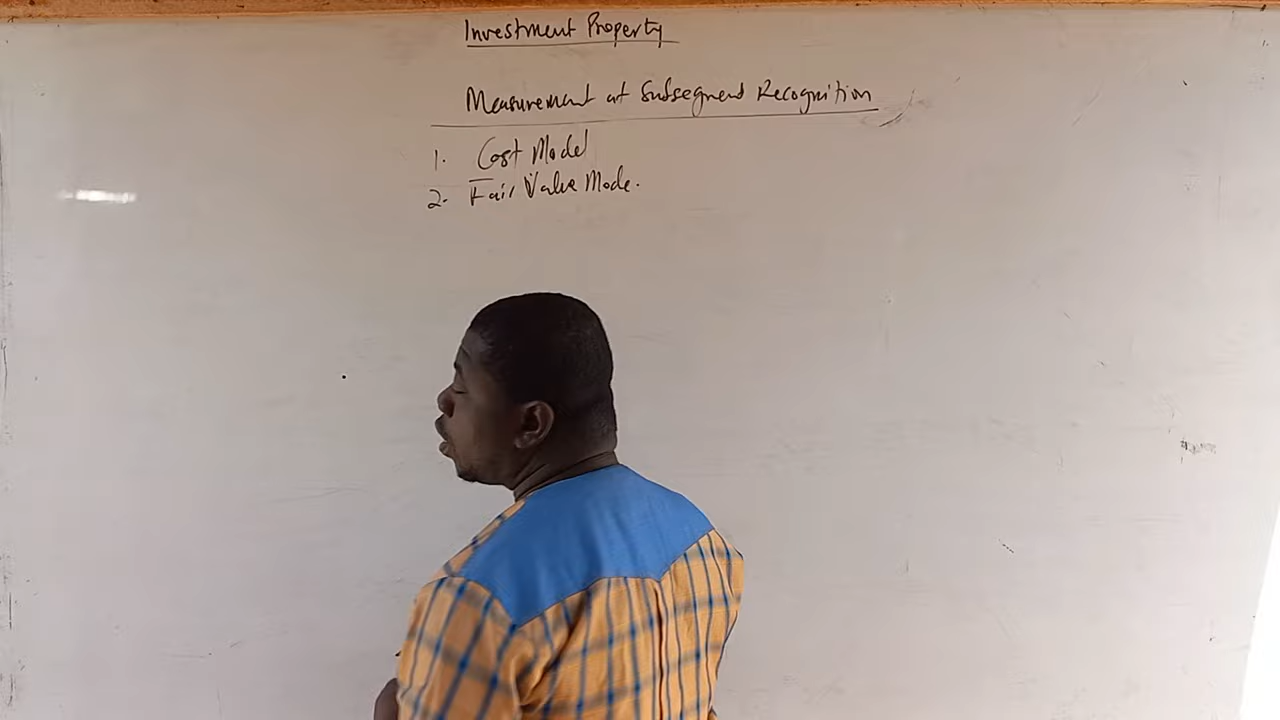 Investment Property
Measurement at Subsequent Recognition
1. Cost Model
2. Fair Value Mode.